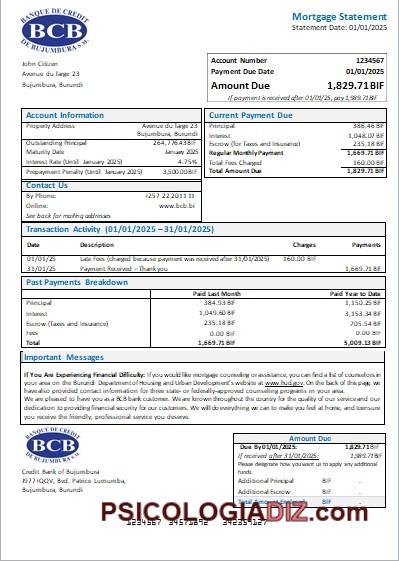 BANQUE DE CREDIT
BCB
DE BUJUMBURA S.M.
Mortgage Statement
Statement Date: 01/01/2025
John Citizen
Avenue du large 23
Bujumbura, Burundi
Account Number 1234567
Payment Due Date 01/01/2025
Amount Due 1,829.71BIF
If payment is received after 01/01/25, pay 1,989.71BIF
Account Information
Property Address Avenue du large 23
Bujumbura, Burundi
Outstanding Principal 264,776.43BIF
Maturity Date January 2025
Interest Rate (Until January 2025) 4.75%
Prepayment Penalty (Until January 2025) 3,500.00BIF
Contact Us
By Phone: +257 22 20 11 11
Online: www.bcb.bi
See back for mailing addresses
Current Payment Due
Principal 386.46 BIF
Interest 1,048.07 BIF
Escrow (for Taxes and Insurance) 235.18 BIF
Regular Monthly Payment 1,669.71 BIF
Total Fees Charged 160.00 BIF
Total Amount Due 1,829.71 BIF
Transaction Activity (01/01/2025 – 31/01/2025)
Date Description Charges Payments
01/01/25 Late Fees (charged because payment was received after 31/01/2025) 160.00 BIF
31/01/25 Payment Received – Thank you 1,669.71 BIF
Past Payments Breakdown
Paid Last Month Paid Year to Date
Principal 384.93 BIF 1,150.25 BIF
Interest 1,049.60 BIF 3,153.34 BIF
Escrow (Taxes and Insurance) 235.18 BIF 705.54 BIF
Fees 0.00 BIF 0.00 BIF
Total 1,669.71 BIF 5,009.13 BIF
Important Messages
If You Are Experiencing Financial Difficulty: If you would like mortgage counseling or assistance, you can find a list of counselors in
your area on the Burundi Department of Housing and Urban Development's website at www.hud.gov. On the back of this page, we
have also provided contact information for three state- or federally-approved counseling programs in your area.
We are pleased to have you as a BCB bank customer. We are known throughout the country for the quality of our service and our
dedication to providing financial security for our customers. We will do everything we can to make you feel at home, and to ensure
you receive the friendly, professional service you deserve.
BANQUE DE CREDIT
BCB
DE BUJUMBURA S.M.
Credit Bank of Bujumbura
J977+QQV, Bvd. Patrice Lumumba,
Bujumbura, Burundi
Amount Due
Due By 01/01/2025: 1,829.71 BIF
If received after 31/01/2025: 1,989.71BIF
Please designate how you want us to apply any additional
funds.
Additional Principal BIF .
Additional Escrow BIF .
Total Amount Enclosed BIF .
PSICOLOGIADIZ.com
1234567 34571892 342359127